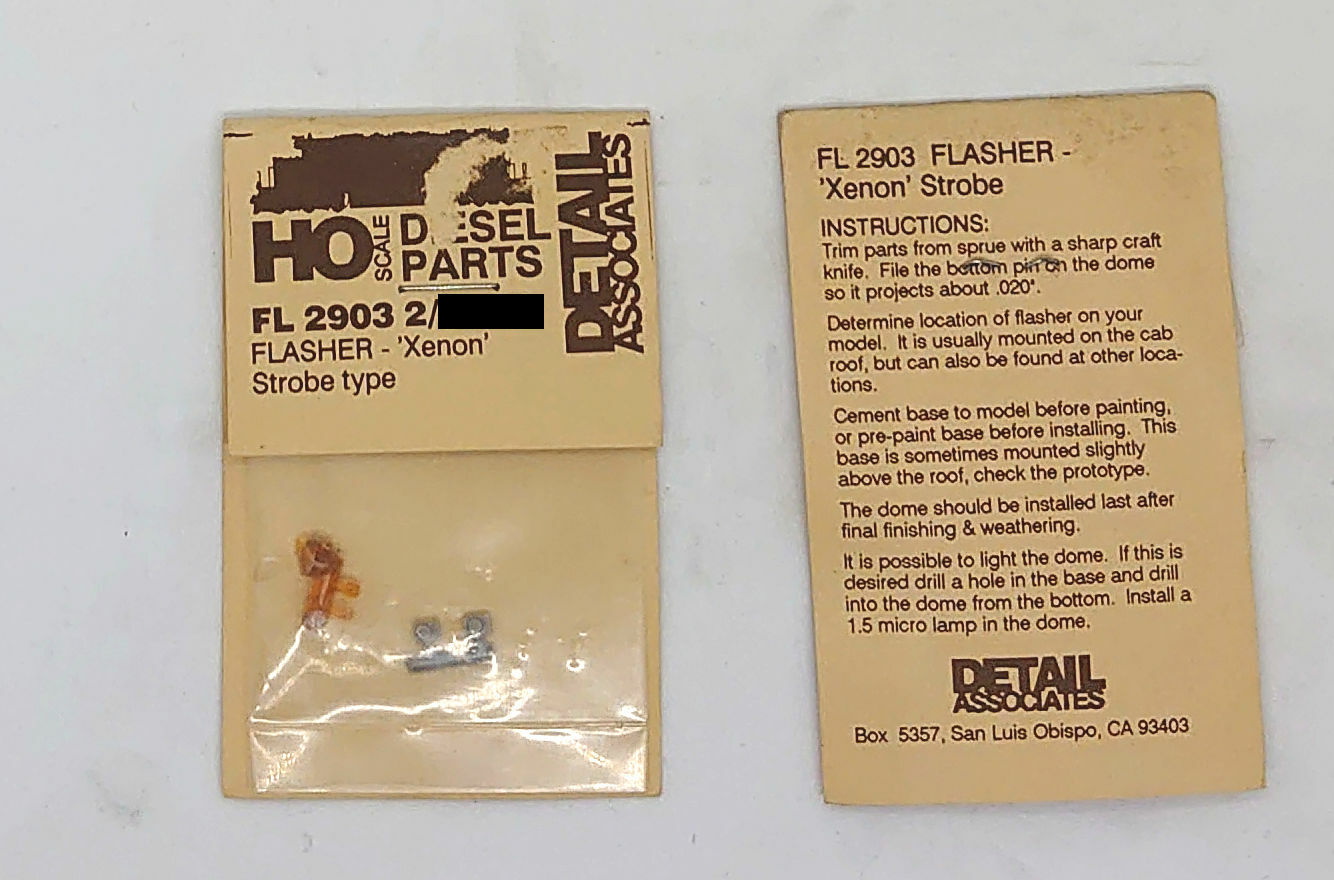 HO SCALE
D ESEL
PARTS
DETAIL
ASSOCIATES
FL 2903 2/
FLASHER - 'Xenon'
Strobe type
FL 2903 FLASHER -
'Xenon' Strobe
INSTRUCTIONS:
Trim parts from sprue with a sharp craft
knife. File the bottom pin on the dome
so it projects about .020".
Determine location of flasher on your
model. It is usually mounted on the cab
roof, but can also be found at other loca-
tions.
Cement base to model before painting,
or pre-paint base before installing. This
base is sometimes mounted slightly
above the roof, check the prototype.
The dome should be installed last after
final finishing & weathering.
It is possible to light the dome. If this is
desired drill a hole in the base and drill
into the dome from the bottom. Install a
1.5 micro lamp in the dome.
DETAIL
ASSOCIATES
Box 5357, San Luis Obispo, CA 93403